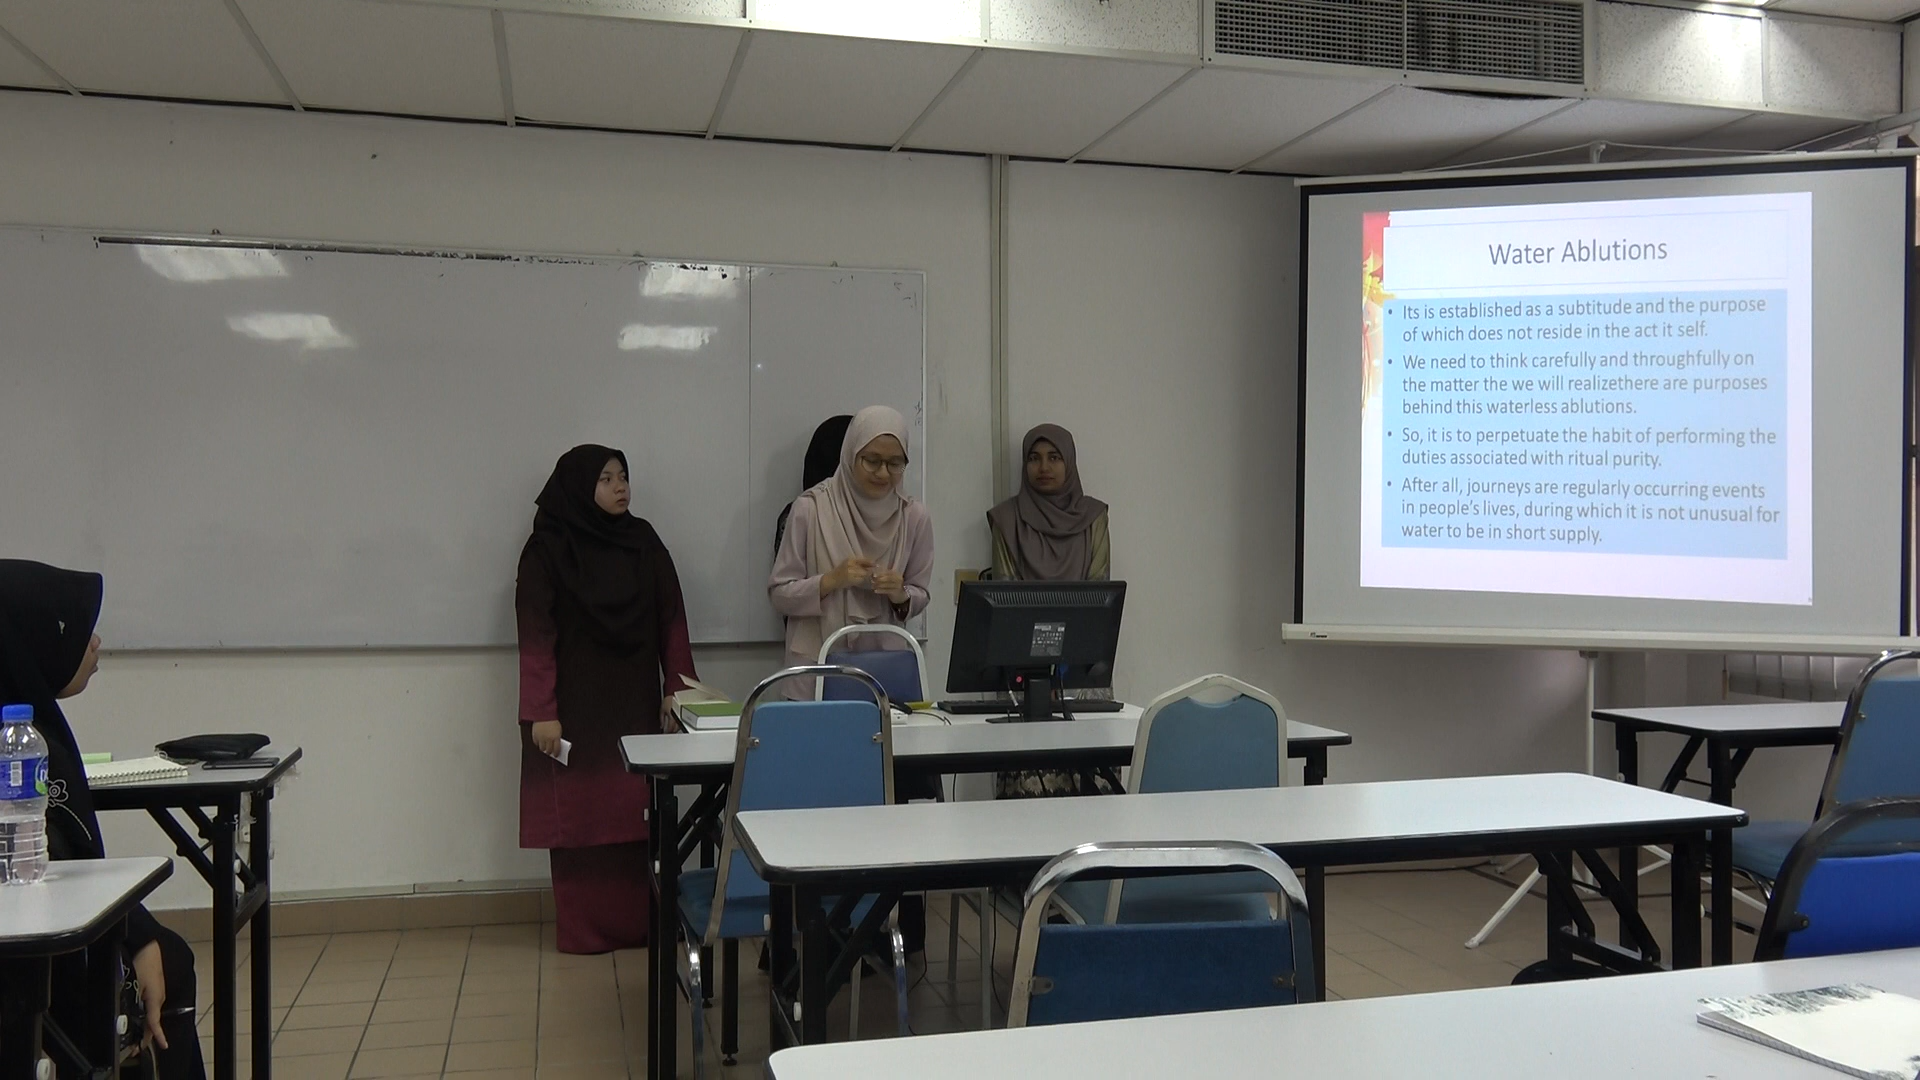 Water Ablutions
• Its is established as a subtitude and the purpose
of which does not reside in the act it self.
• We need to think carefully and throughfully on
the matter the we will realizethere are purposes
behind this waterless ablutions.
• So, it is to perpetuate the habit of performing the
duties associated with ritual purity.
• After all, journeys are regularly occurring events
in people's lives, during which it is not unusual for
water to be in short supply.